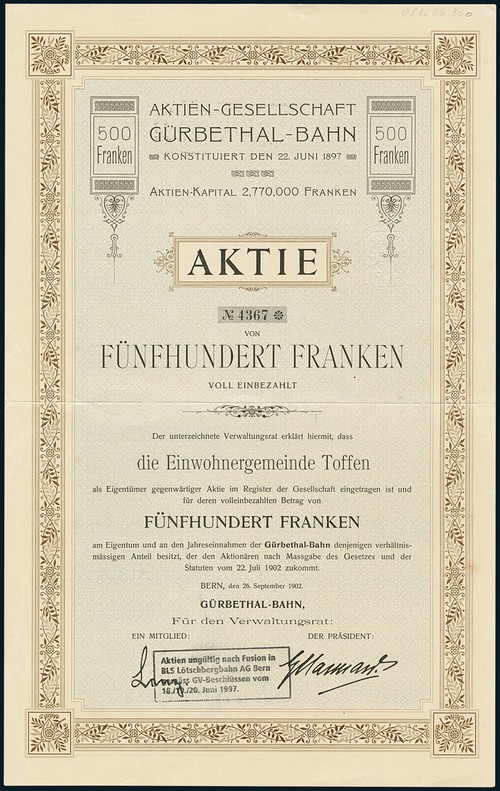 AKTIEN-GESELLSCHAFT
GÜRBETHAL-BAHN
KONSTITUIERT DEN 22. JUNI 1897
AKTIEN-KAPITAL 2,770,000 FRANKEN
500 Franken
500 Franken
AKTIE
№ 4367
VON
FÜNFHUNDERT FRANKEN
VOLL EINBEZAHLT
Der unterzeichnete Verwaltungsrat erklärt hiermit, dass
die Einwohnergemeinde Toffen
als Eigentümer gegenwärtiger Aktie im Register der Gesellschaft eingetragen ist und
für deren volleinbezahlten Betrag von
FÜNFHUNDERT FRANKEN
am Eigentum und an den Jahreseinnahmen der Gürbethal-Bahn denjenigen verhältnis-
mässigen Anteil besitzt, der den Aktionären nach Massgabe des Gesetzes und der
Statuten vom 22. Juli 1902 zukommt.
BERN, den 26. September 1902.
GÜRBETHAL-BAHN,
Für den Verwaltungsrat:
EIN MITGLIED:
DER PRÄSIDENT:
Aktien ungültig nach Fusion in
BLS Lötschbergbahn AG Bern
gemäss GV-Beschlüssen vom
/20. Juni 1997.